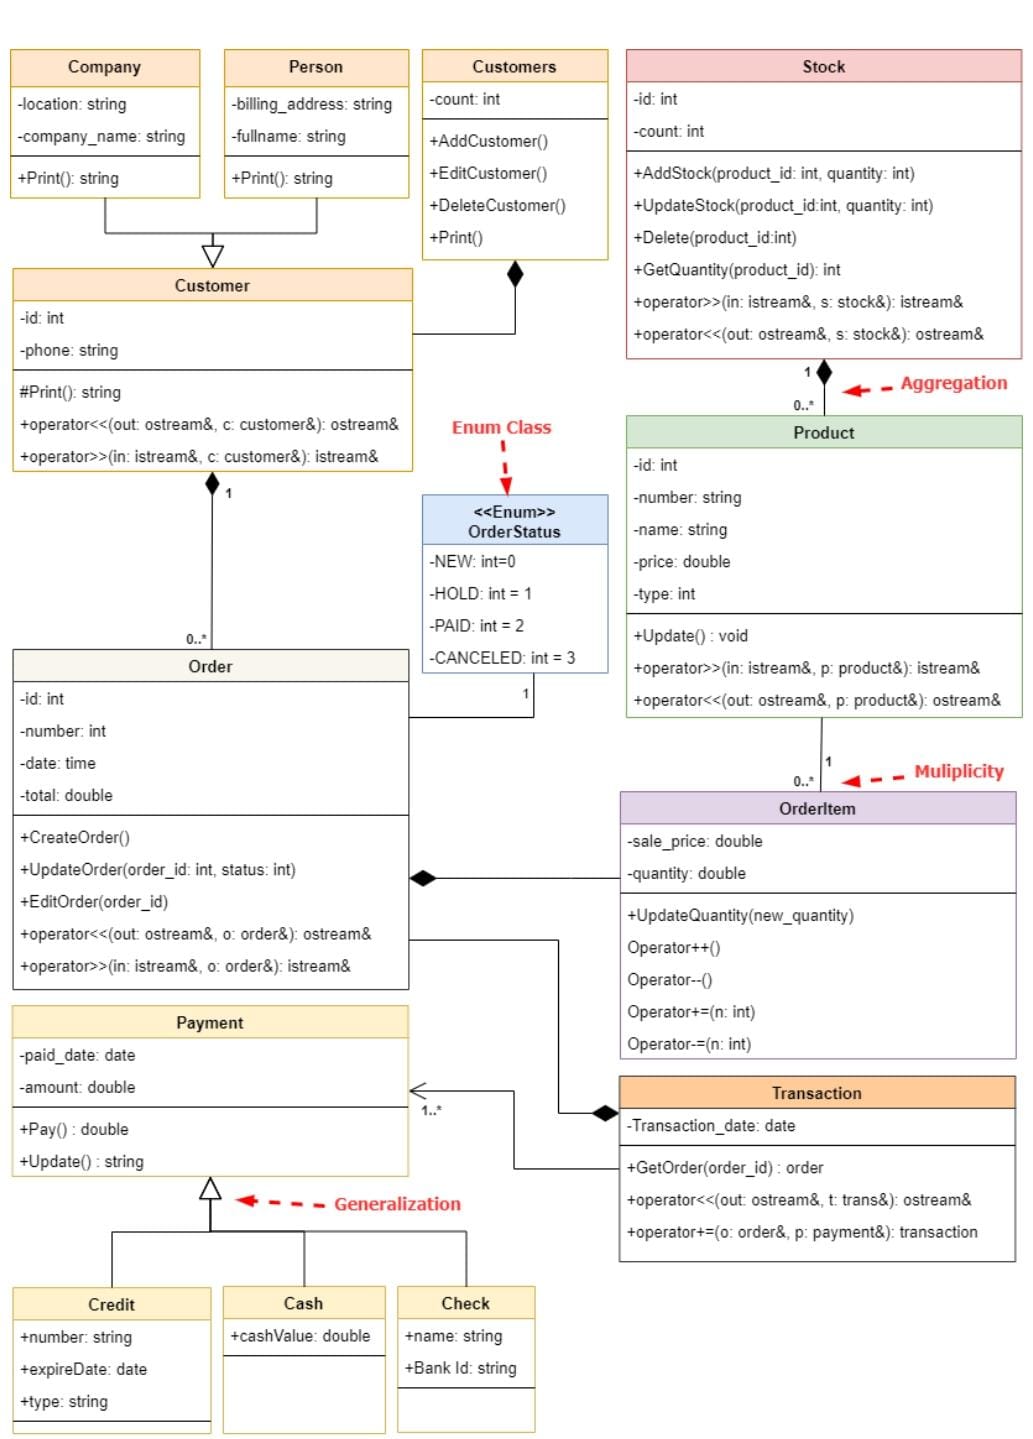 Company
-location: string
-company_name: string
+Print(): string
Person
-billing_address: string
-fullname: string
+Print(): string
Customers
-count: int
+AddCustomer()
+EditCustomer()
+DeleteCustomer()
+Print()
Stock
-id: int
-count: int
+AddStock(product_id: int, quantity: int)
+UpdateStock(product_id:int, quantity: int)
+Delete(product_id:int)
+GetQuantity(product_id): int
+operator>>(in: istream&, s: stock&): istream&
+operator<<(out: ostream&, s: stock&): ostream&
Customer
-id: int
-phone: string
#Print(): string
+operator<<(out: ostream&, c: customer&): ostream&
+operator>>(in: istream&, c: customer&): istream&
1
0..*
1
Aggregation
0..*
Enum Class
<<Enum>>
OrderStatus
-NEW: int=0
-HOLD: int = 1
-PAID: int = 2
-CANCELED: int = 3
1
Product
-id: int
-number: string
-name: string
-price: double
-type: int
+Update() : void
+operator>>(in: istream&, p: product&): istream&
+operator<<(out: ostream&, p: product&): ostream&
1
0..*
Muliplicity
Order
-id: int
-number: int
-date: time
-total: double
+CreateOrder()
+UpdateOrder(order_id: int, status: int)
+EditOrder(order_id)
+operator<<(out: ostream&, o: order&): ostream&
+operator>>(in: istream&, o: order&): istream&
OrderItem
-sale_price: double
-quantity: double
+UpdateQuantity(new_quantity)
Operator++()
Operator--()
Operator+=(n: int)
Operator-=(n: int)
Payment
-paid_date: date
-amount: double
+Pay() : double
+Update() : string
1..*
Transaction
-Transaction_date: date
+GetOrder(order_id) : order
+operator<<(out: ostream&, t: trans&): ostream&
+operator+=(o: order&, p: payment&): transaction
Generalization
Credit
+number: string
+expireDate: date
+type: string
Cash
+cashValue: double
Check
+name: string
+Bank Id: string